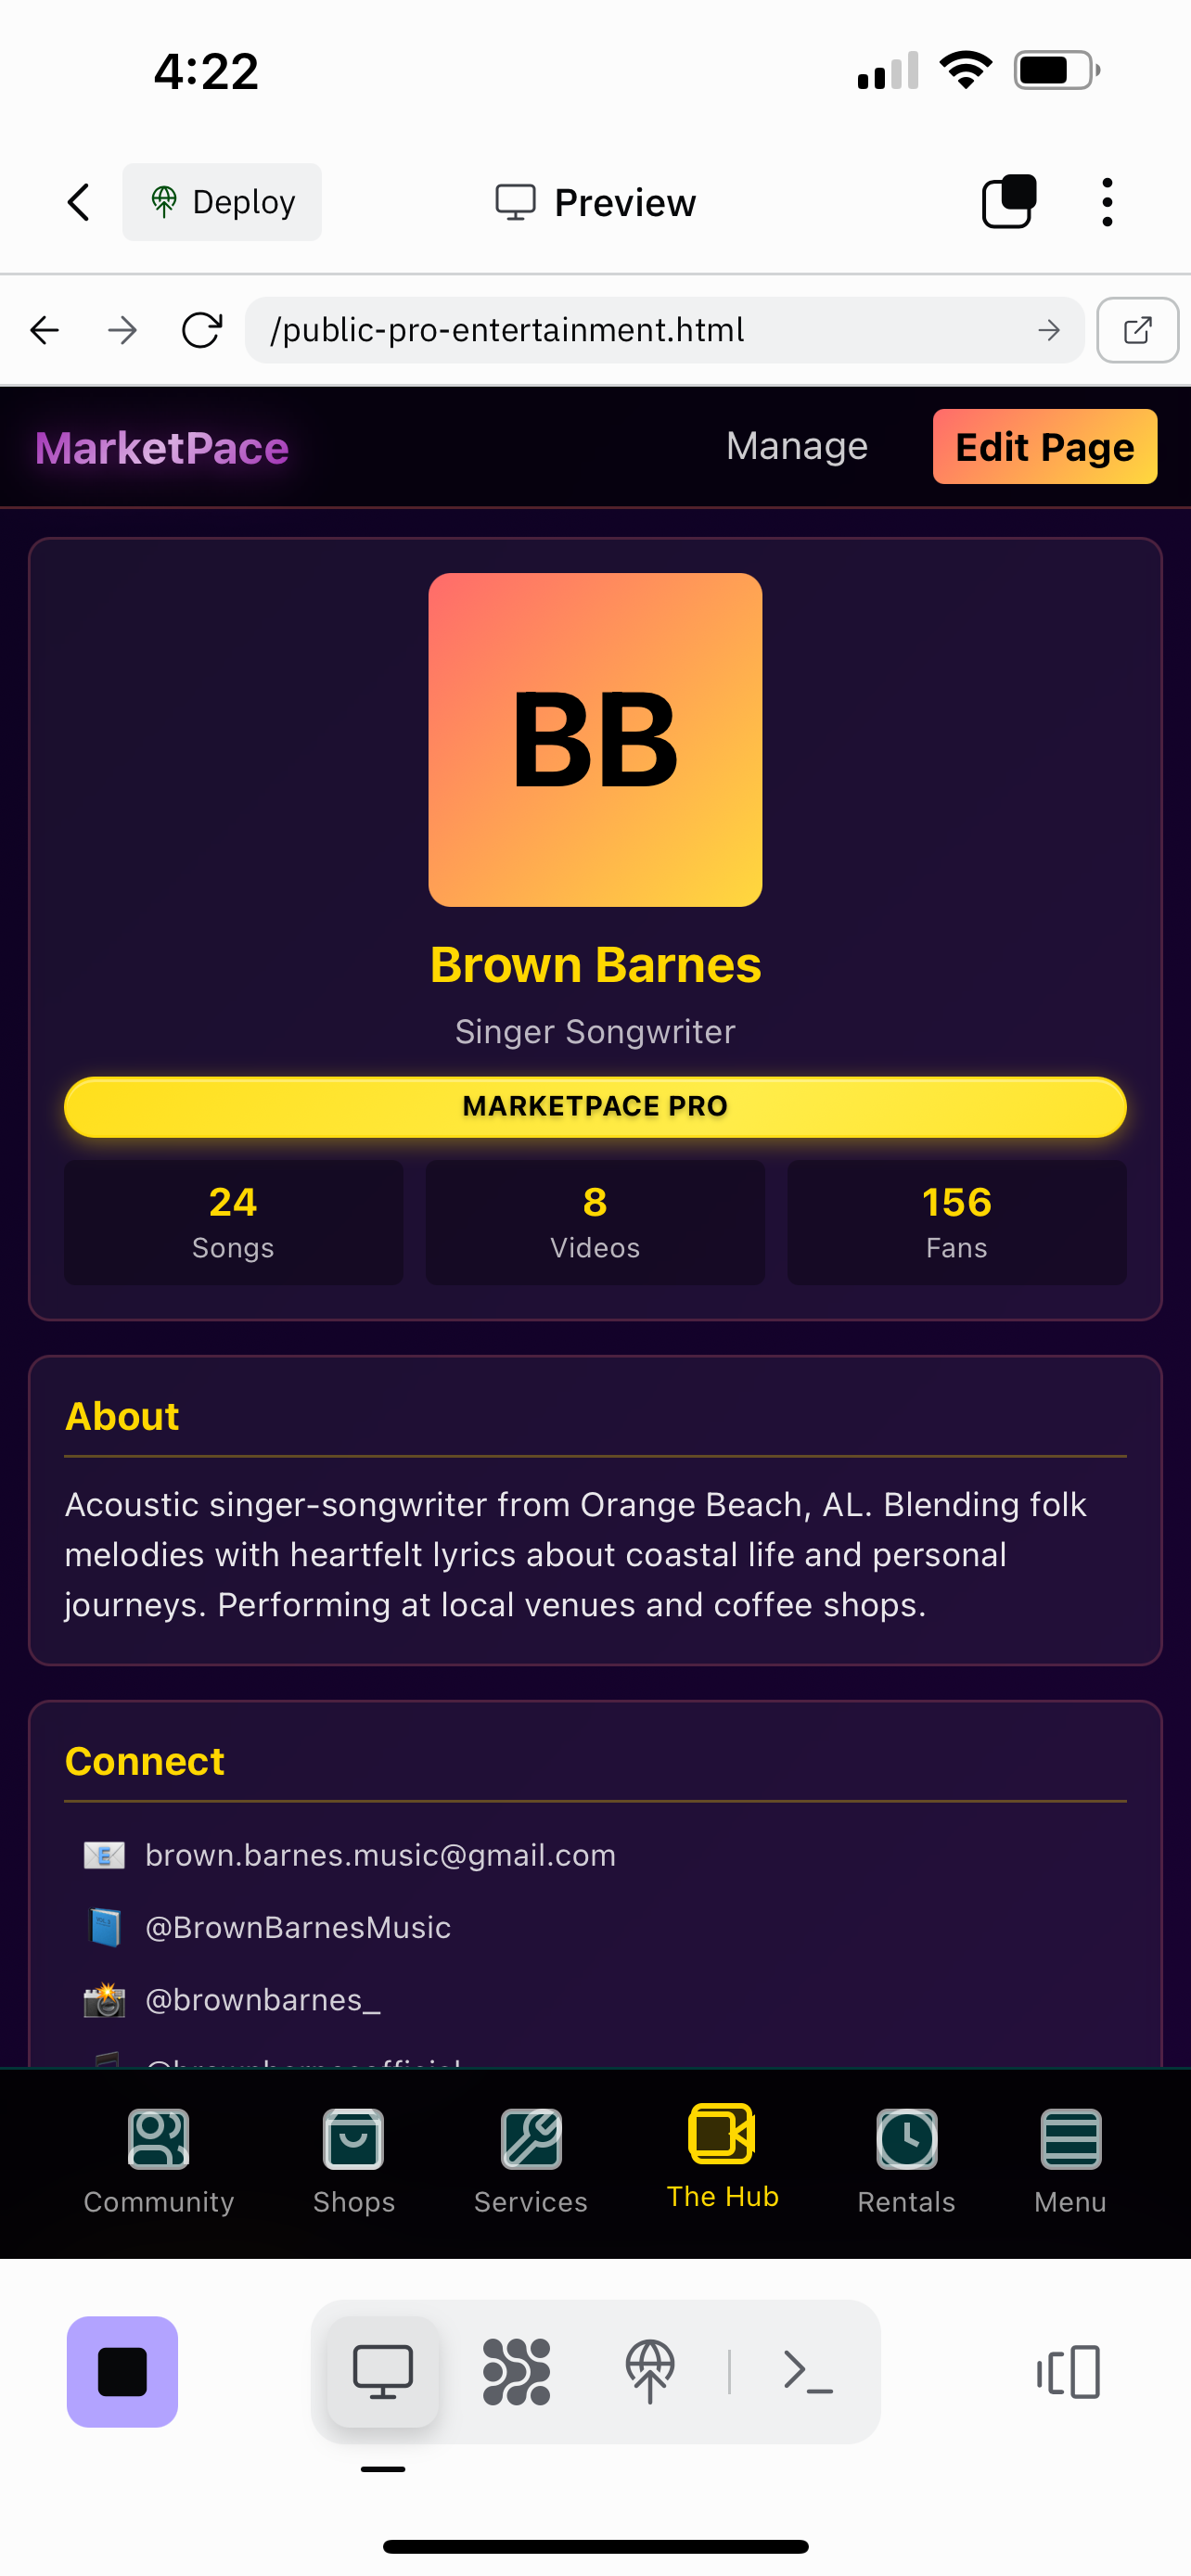 4:22
Deploy
Preview
/public-pro-entertainment.html
MarketPace
Manage
Edit Page
BB
Brown Barnes
Singer Songwriter
MARKETPACE PRO
24
Songs
8
Videos
156
Fans
About
Acoustic singer-songwriter from Orange Beach, AL. Blending folk
melodies with heartfelt lyrics about coastal life and personal
journeys. Performing at local venues and coffee shops.
Connect
brown.barnes.music@gmail.com
@BrownBarnesMusic
@brownbarnes_
Community
Shops
Services
The Hub
Rentals
Menu